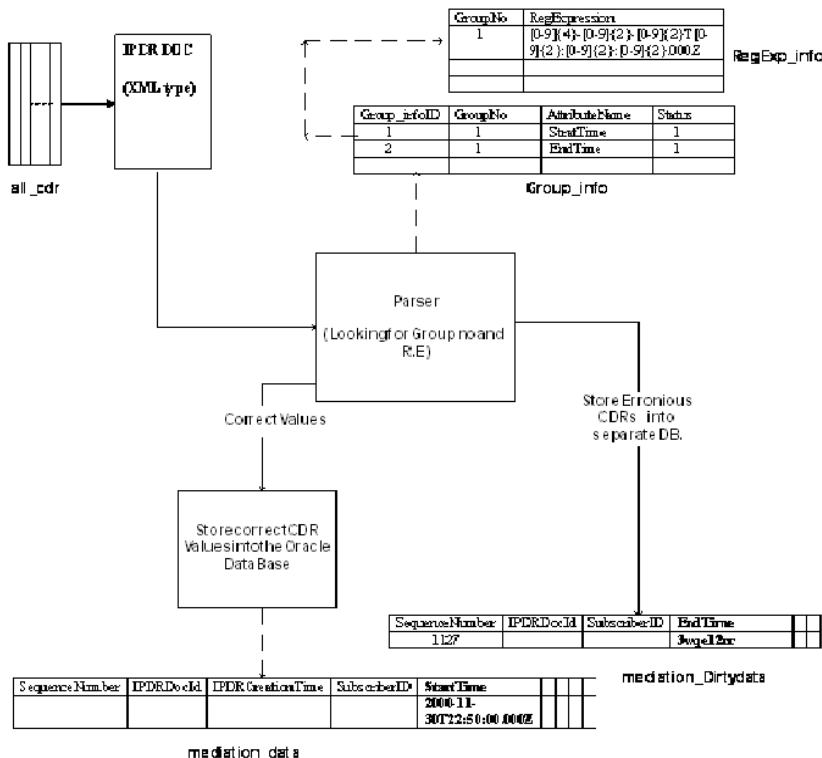 GroupNo RegExpression
1 [0-9]{4}-[0-9]{2}-[0-9]{2}T[0-
9]{2}:[0-9]{2}:[0-9]{2}.000Z
RegExp_info
IPDR DOC
(XML type)
all_cdr
Group_infoID GroupNo AttributeName Status
1 1 StratTime 1
2 1 EndTime 1
Group_info
Parser
(Looking for Group no and
R.E)
Correct Values
Store Erronious
CDRs into
separate DB.
Store correct CDR
Values into the Oracle
Data Base
SequenceNumber IPDRDocId SubscriberID EndTime
1127 3wqe12nc
mediation_Dirtydata
SequenceNumber IPDRDocId IPDRCreationTime SubscriberID StartTime
2000-11-
30T22:50:00.000Z
mediation_data